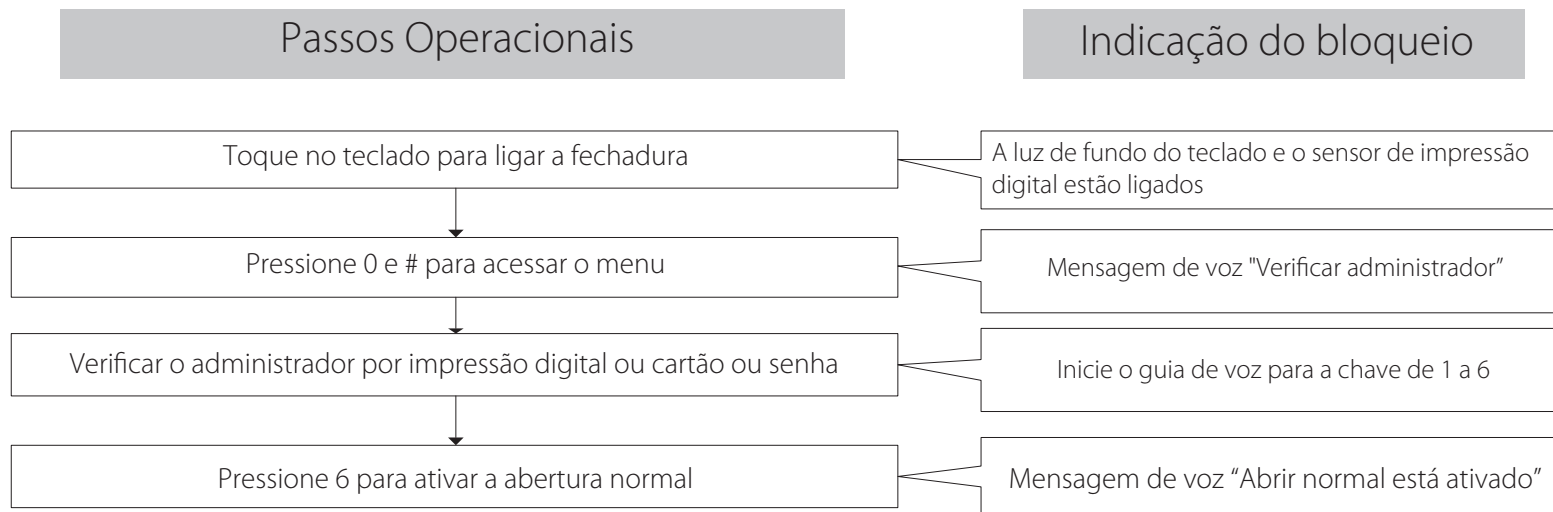 Passos Operacionais
Indicação do bloqueio
Toque no teclado para ligar a fechadura
A luz de fundo do teclado e o sensor de impressão
digital estão ligados
Pressione 0 e # para acessar o menu
Mensagem de voz "Verificar administrador”
Verificar o administrador por impressão digital ou cartão ou senha
Inicie o guia de voz para a chave de 1 a 6
Pressione 6 para ativar a abertura normal
Mensagem de voz “Abrir normal está ativado”